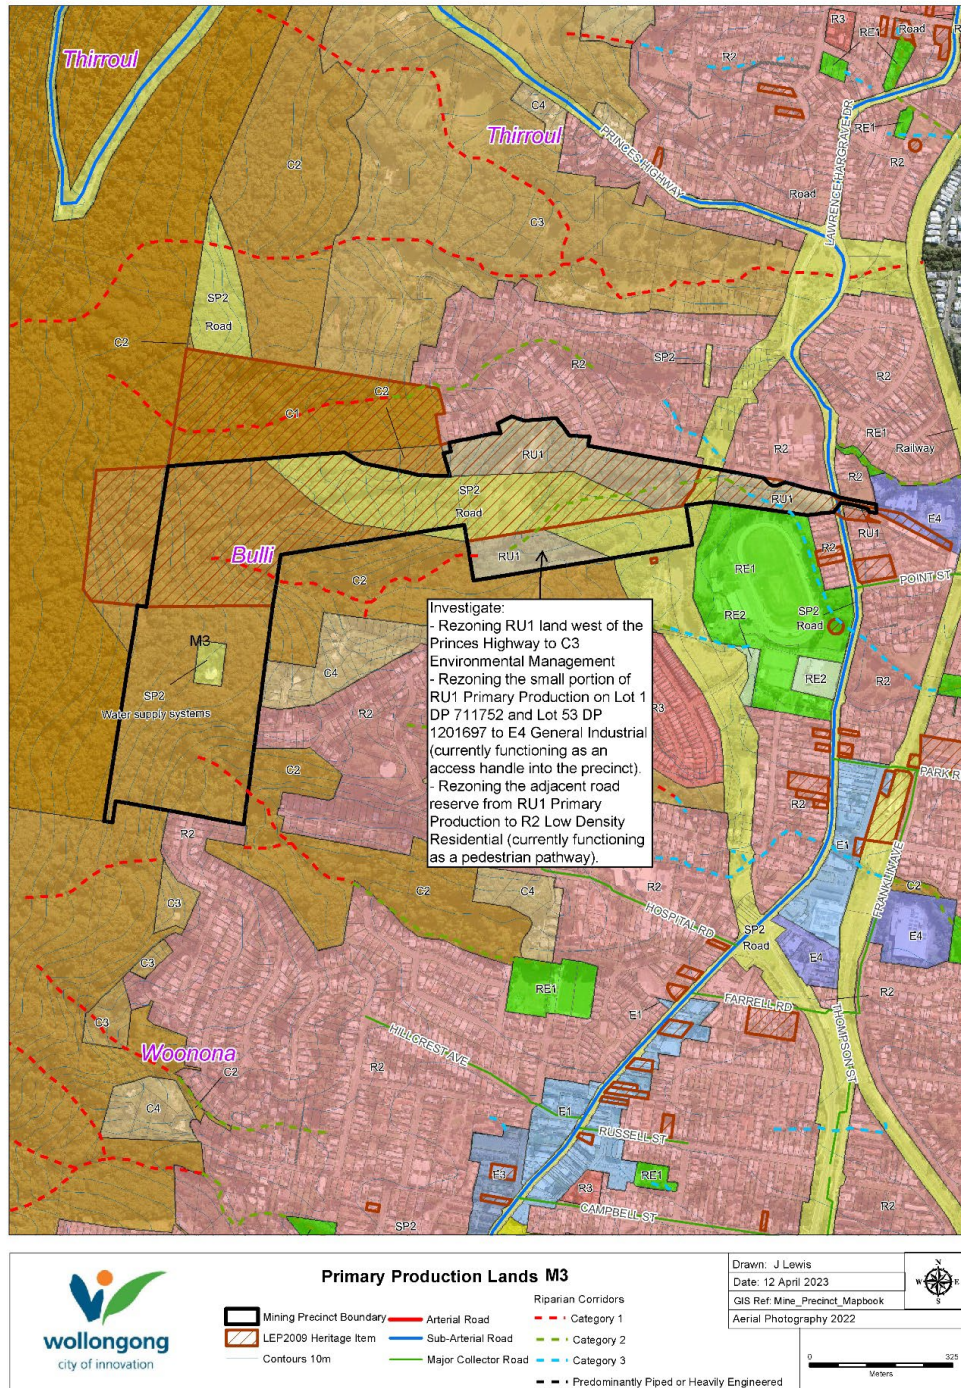 Thirroul
Thirroul
C4
R2
R3
RE1
Road
R2
RE1
R2
PRINCES HIGHWAY
LAWRENCE HARGRAVE DR
Road
C2
C3
SP2
Road
C2
C2
C1
R2
SP2
R2
R2
RE1
Railway
R2
RU1
SP2
Road
RU1
RU1
E4
Bulli
C2
RU1
RE1
R2
POINT ST
SP2
Road
RE2
RE2
R2
M3
SP2
Water supply systems
C4
R2
C2
R3
Investigate:
- Rezoning RU1 land west of the
Princes Highway to C3
Environmental Management
- Rezoning the small portion of
RU1 Primary Production on Lot 1
DP 711752 and Lot 53 DP
1201697 to E4 General Industrial
(currently functioning as an
access handle into the precinct).
- Rezoning the adjacent road
reserve from RU1 Primary
Production to R2 Low Density
Residential (currently functioning
as a pedestrian pathway).
R2
PARK R
E1
FRANKLIN AVE
R2
C2
C4
R2
C2
C3
HOSPITAL RD
SP2
Road
E4
E4
C3
RE1
E1
FARRELL RD
R2
C3
THOMPSON ST
Woonona
C2
R2
HILLCREST AVE
C4
E1
RUSSELL ST
E3
RE1
R3
CAMPBELL ST
SP2
R2
wollongong
city of innovation
Primary Production Lands M3
Mining Precinct Boundary
LEP2009 Heritage Item
Contours 10m
Arterial Road
Sub-Arterial Road
Major Collector Road
Riparian Corridors
Category 1
Category 2
Category 3
Predominantly Piped or Heavily Engineered
Drawn: J Lewis
Date: 12 April 2023
GIS Ref: Mine_Precinct_Mapbook
Aerial Photography 2022
N
W E
S
0 325
Meters